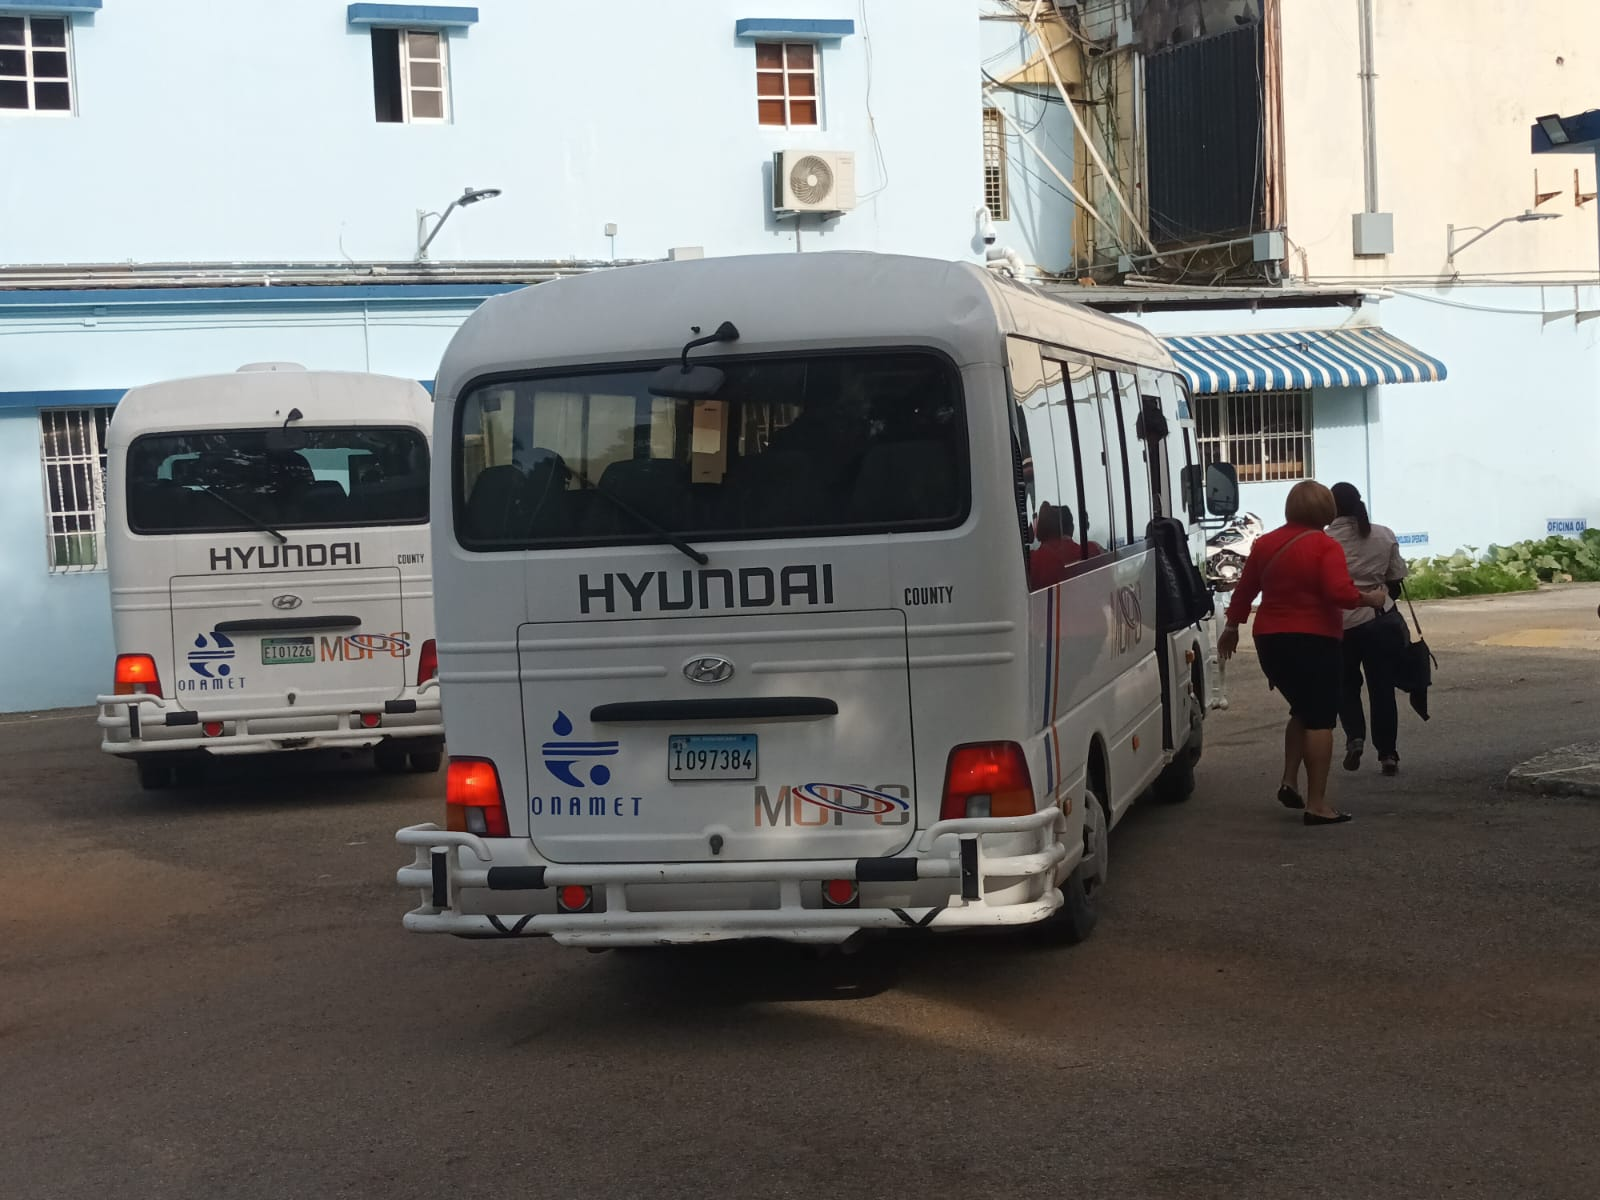 HYUNDAI
COUNTY
EI01226
MOPC
ONAMET
HYUNDAI
COUNTY
I097384
ONAMET
MOPC
MOPC
OFICINA OAI